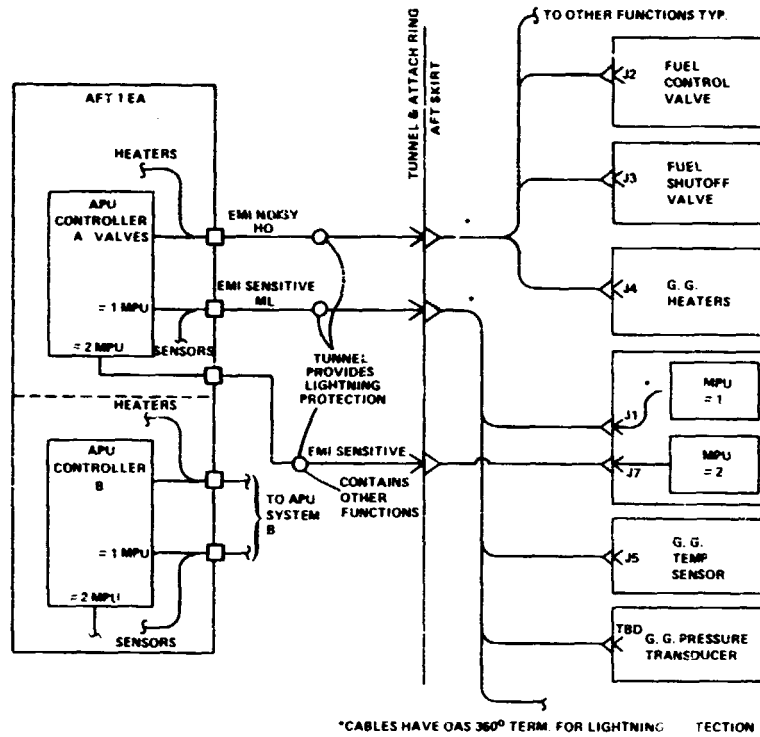 TO OTHER FUNCTIONS TYP.
TUNNEL & ATTACH RING
AFT SKIRT
J2
FUEL
CONTROL
VALVE
AFT IEA
HEATERS
J3
FUEL
SHUTOFF
VALVE
APU
CONTROLLER
A VALVES
EMI NOISY
HO
*
J4
G. G.
HEATERS
EMI SENSITIVE
ML
*
= 1 MPU
= 2 MPU
SENSORS
TUNNEL
PROVIDES
LIGHTNING
PROTECTION
J1
*
MPU
= 1
HEATERS
J7
MPU
= 2
EMI SENSITIVE
CONTAINS
OTHER
FUNCTIONS
APU
CONTROLLER
B
TO APU
SYSTEM
B
= 1 MPU
= 2 MPU
SENSORS
J5
G. G.
TEMP
SENSOR
TBD
G. G. PRESSURE
TRANSDUCER
*CABLES HAVE OAS 360° TERM. FOR LIGHTNING TECTION